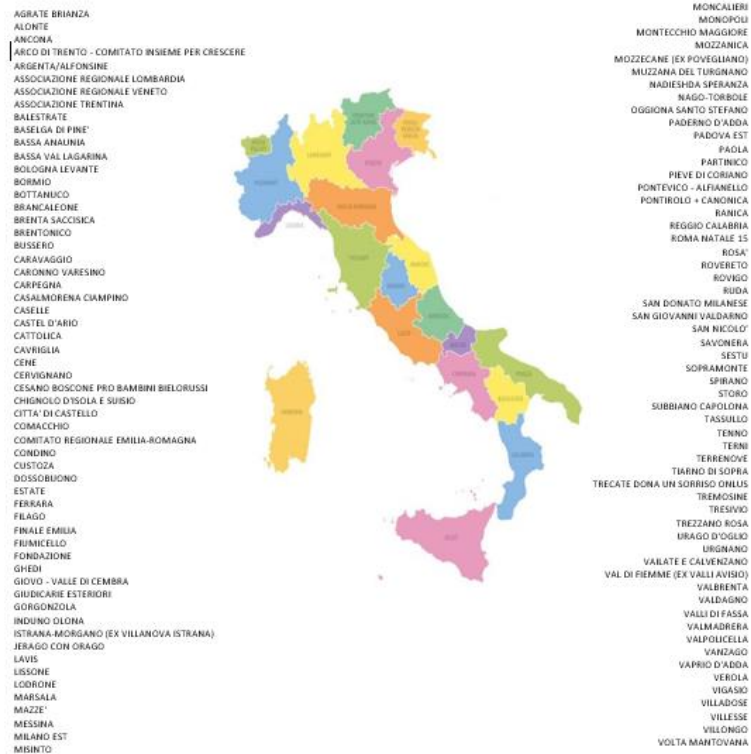 AGRATE BRIANZA
ALONTE
ANCONA
ARCO DI TRENTO - COMITATO INSIEME PER CRESCERE
ARGENTA/ALFONSINE
ASSOCIAZIONE REGIONALE LOMBARDIA
ASSOCIAZIONE REGIONALE VENETO
ASSOCIAZIONE TRENTINA
BALESTRATE
BASELGA DI PINE'
BASSA ANAUNIA
BASSA VAL LAGARINA
BOLOGNA LEVANTE
BORMIO
BOTTANUCO
BRANCALEONE
BRENTA SACCISICA
BRENTONICO
BUSSERO
CARAVAGGIO
CARONNO VARESINO
CARPEGNA
CASALMORENA CIAMPINO
CASELLE
CASTEL D'ARIO
CATTOLICA
CAVRIGLIA
CENE
CERVIGNANO
CESANO BOSCONE PRO BAMBINI BIELORUSSI
CHIGNOLO D'ISOLA E SUISIO
CITTA' DI CASTELLO
COMACCHIO
COMITATO REGIONALE EMILIA-ROMAGNA
CONDINO
CUSTOZA
DOSSOBUONO
ESTATE
FERRARA
FILAGO
FINALE EMILIA
FIUMICELLO
FONDAZIONE
GHEDI
GIOVO - VALLE DI CEMBRA
GIUDICARIE ESTERIORI
GORGONZOLA
INDUNO OLONA
ISTRANA-MORGANO (EX VILLANOVA ISTRANA)
JERAGO CON ORAGO
LAVIS
LISSONE
LODRONE
MARSALA
MAZZE'
MESSINA
MILANO EST
MISINTO
MONCALIERI
MONOPOLI
MONTECCHIO MAGGIORE
MOZZANICA
MOZZECANE (EX POVEGLIANO)
MUZZANA DEL TURGNANO
NADIESHDA SPERANZA
NAGO-TORBOLE
OGGIONA SANTO STEFANO
PADERNO D'ADDA
PADOVA EST
PAOLA
PARTINICO
PIEVE DI CORIANO
PONTEVICO - ALFIANELLO
PONTIROLO + CANONICA
RANICA
REGGIO CALABRIA
ROMA NATALE 15
ROSA'
ROVERETO
ROVIGO
RUDA
SAN DONATO MILANESE
SAN GIOVANNI VALDARNO
SAN NICOLO'
SAVONERA
SESTU
SOPRAMONTE
SPIRANO
STORO
SUBBIANO CAPOLONA
TASSULLO
TENNO
TERNI
TERRENOVE
TIARNO DI SOPRA
TRECATE DONA UN SORRISO ONLUS
TREMOSINE
TRESIVIO
TREZZANO ROSA
URAGO D'OGLIO
URGNANO
VAILATE E CALVENZANO
VAL DI FIEMME (EX VALLI AVISIO)
VALBRENTA
VALDAGNO
VALLI DI FASSA
VALMADRERA
VALPOLICELLA
VANZAGO
VAPRIO D'ADDA
VEROLA
VIGASIO
VILLADOSE
VILLESSE
VILLONGO
VOLTA MANTOVANA